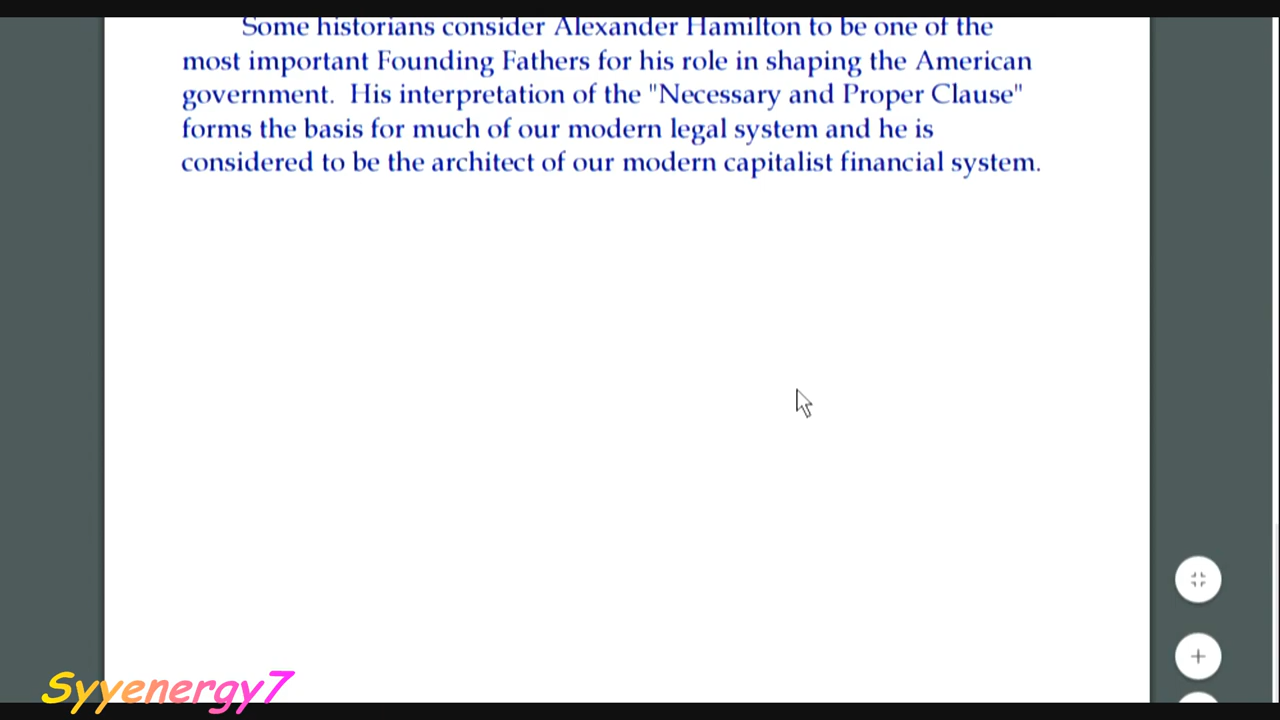 Some historians consider Alexander Hamilton to be one of the
most important Founding Fathers for his role in shaping the American
government.  His interpretation of the "Necessary and Proper Clause"
forms the basis for much of our modern legal system and he is
considered to be the architect of our modern capitalist financial system.
Syyenergy7